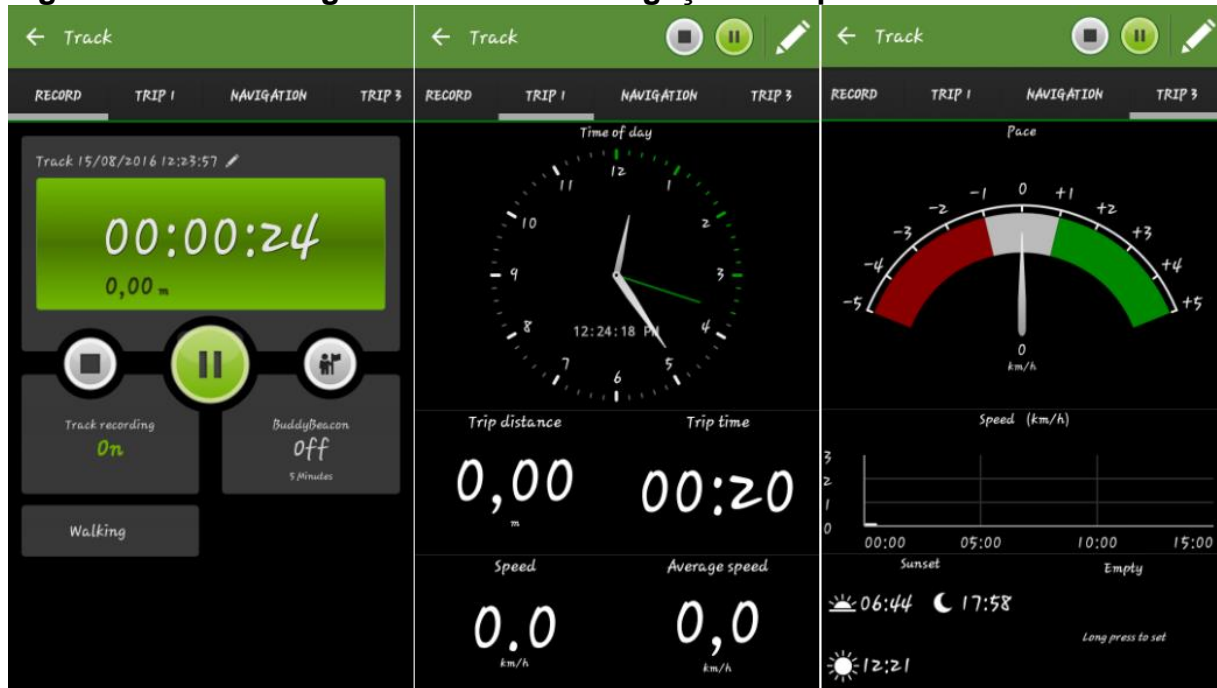 ← Track
RECORD TRIP 1 NAVIGATION TRIP 3
Track 15/08/2016 12:23:57
00:00:24
0,00 m
Track recording
On
BuddyBeacon
Off
5 Minutes
Walking
← Track
RECORD TRIP 1 NAVIGATION TRIP 3
Time of day
12
11 1
10 2
9 3
8 4
7 5
6
12:24:18 P
Trip distance Trip time
0,00 00:20
m
Speed Average speed
0.0 0,0
km/h km/h
← Track
RECORD TRIP 1 NAVIGATION TRIP 3
Pace
-5 -4 -3 -2 -1 0 +1 +2 +3 +4 +5
0
km/h
Speed (km/h)
3
2
1
0
00:00 05:00 10:00 15:00
Sunset Empty
06:44 17:58
Long press to set
12:21